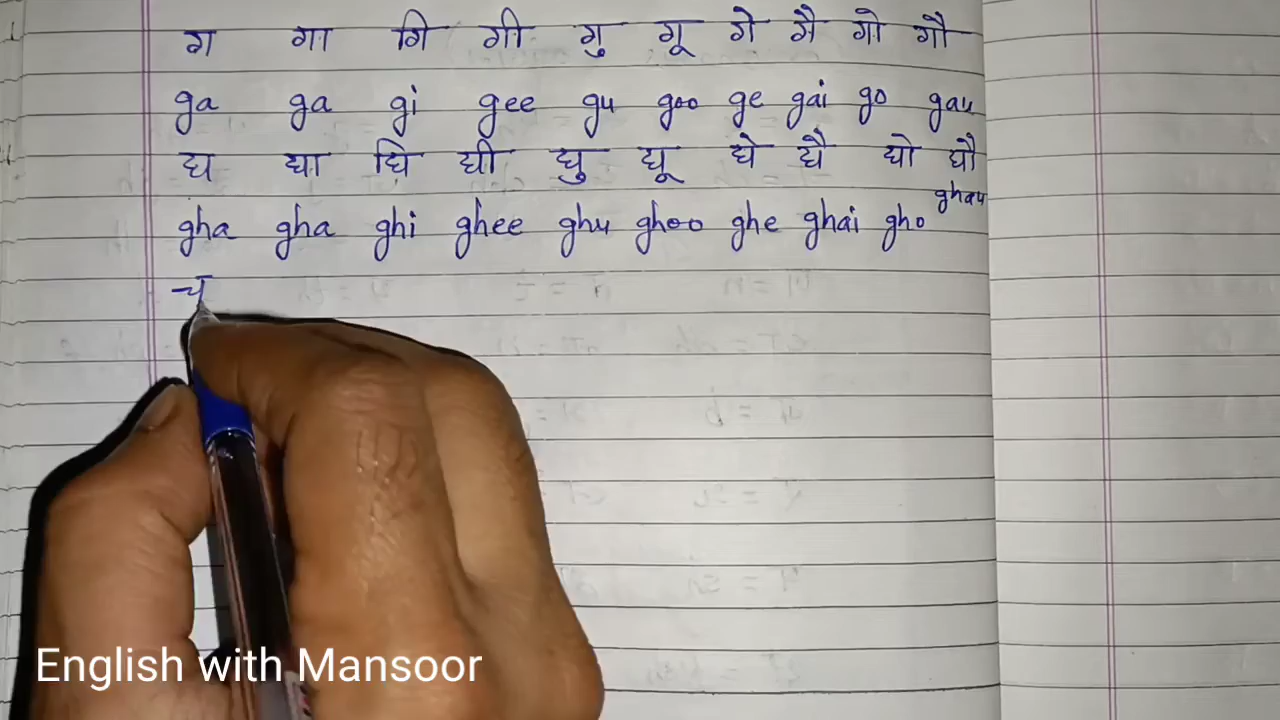 ग गा गि गी गु गू गे गै गो गौ
ga ga gi gee gu goo ge gai go gau
घ घा घि घी घु घू घे घै घो घौ
gha gha ghi ghee ghu ghoo ghe ghai gho ghau
च
English with Mansoor